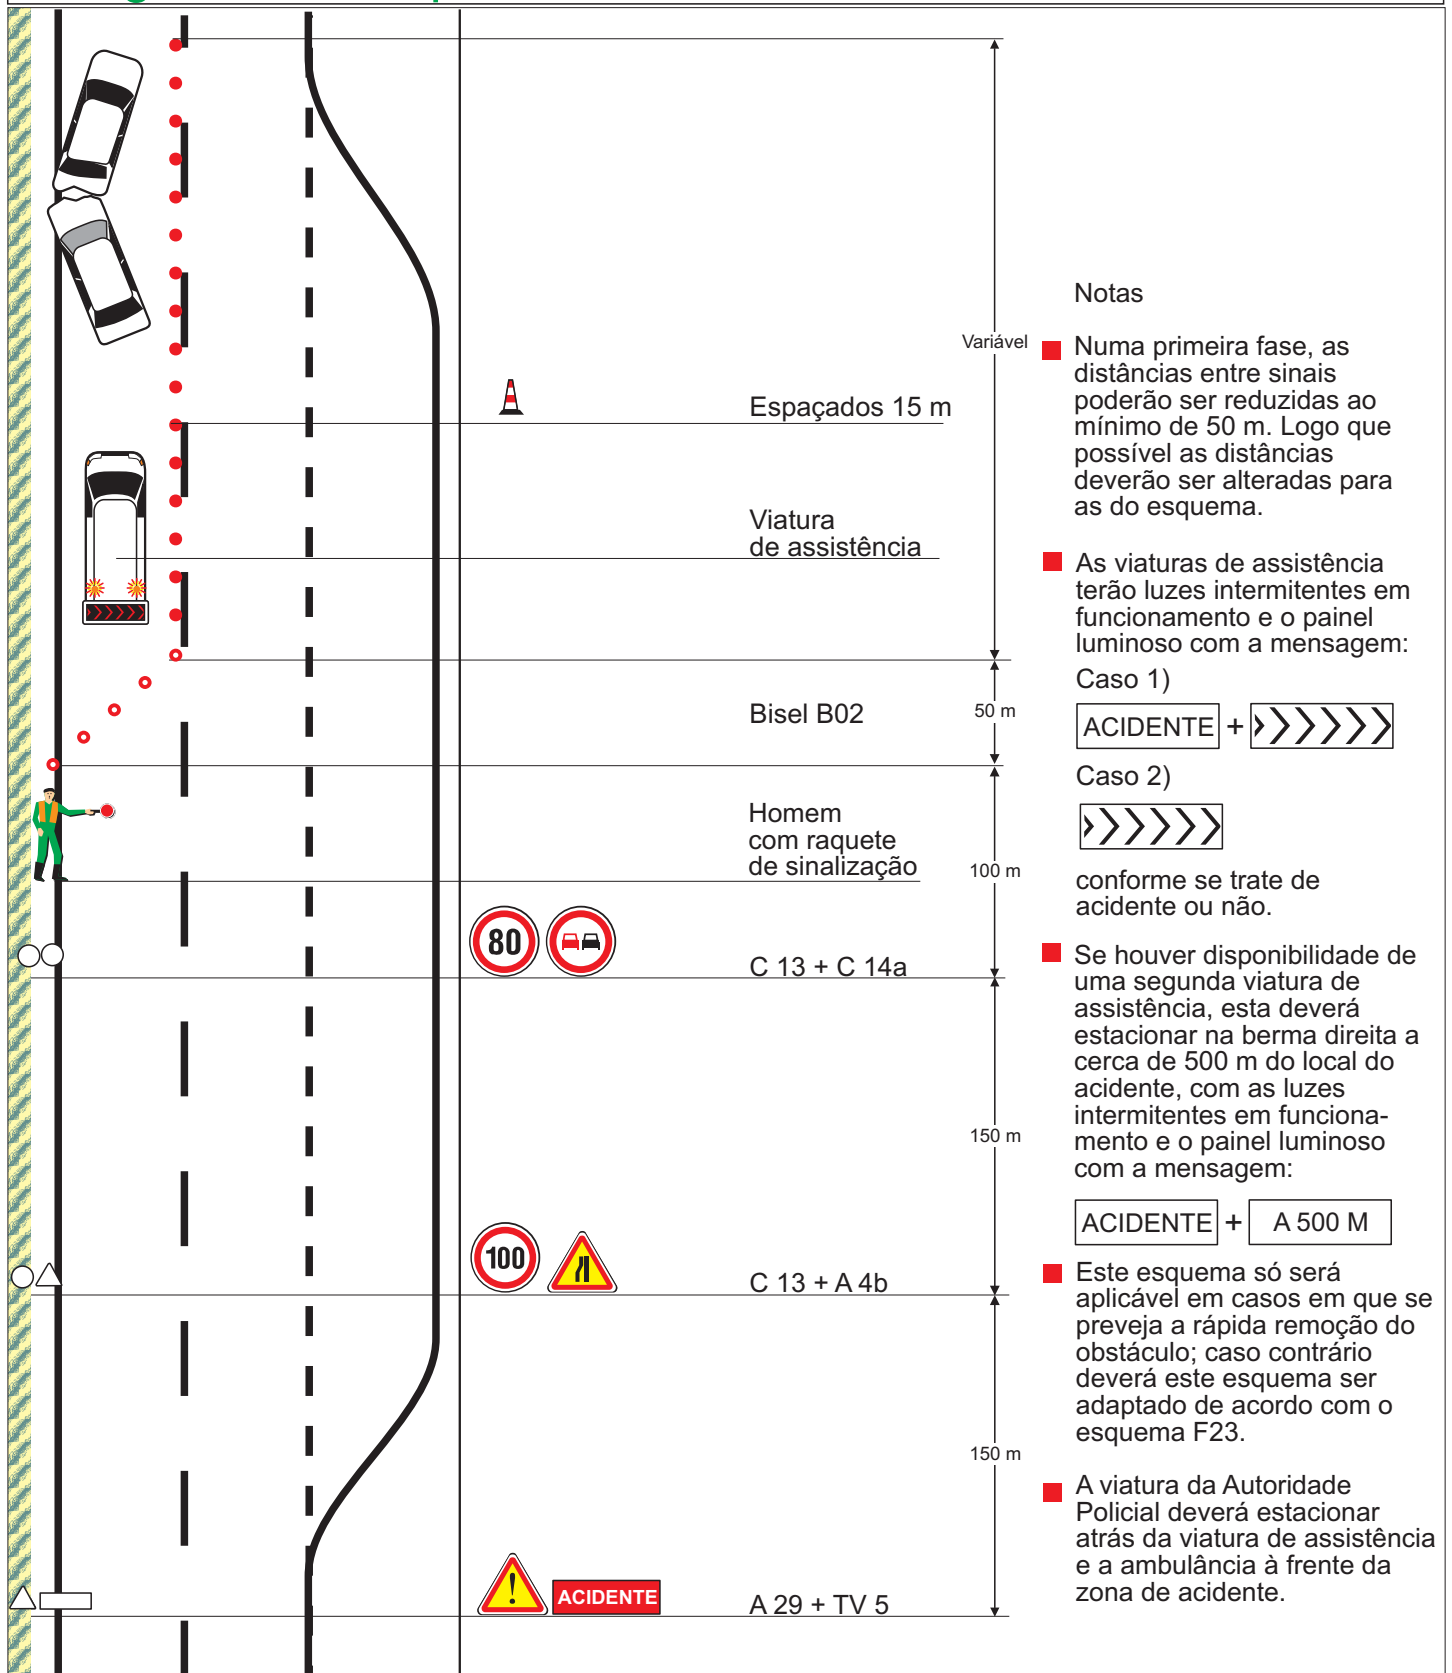 Variável
Espaçados 15 m
Viatura
de assistência
Bisel B02
50 m
Homem
com raquete
de sinalização
100 m
80
C 13 + C 14a
150 m
100
C 13 + A 4b
150 m
!
ACIDENTE
A 29 + TV 5
Notas
Numa primeira fase, as
distâncias entre sinais
poderão ser reduzidas ao
mínimo de 50 m. Logo que
possível as distâncias
deverão ser alteradas para
as do esquema.
As viaturas de assistência
terão luzes intermitentes em
funcionamento e o painel
luminoso com a mensagem:
Caso 1)
ACIDENTE +
Caso 2)
conforme se trate de
acidente ou não.
Se houver disponibilidade de
uma segunda viatura de
assistência, esta deverá
estacionar na berma direita a
cerca de 500 m do local do
acidente, com as luzes
intermitentes em funciona-
mento e o painel luminoso
com a mensagem:
ACIDENTE + A 500 M
Este esquema só será
aplicável em casos em que se
preveja a rápida remoção do
obstáculo; caso contrário
deverá este esquema ser
adaptado de acordo com o
esquema F23.
A viatura da Autoridade
Policial deverá estacionar
atrás da viatura de assistência
e a ambulância à frente da
zona de acidente.